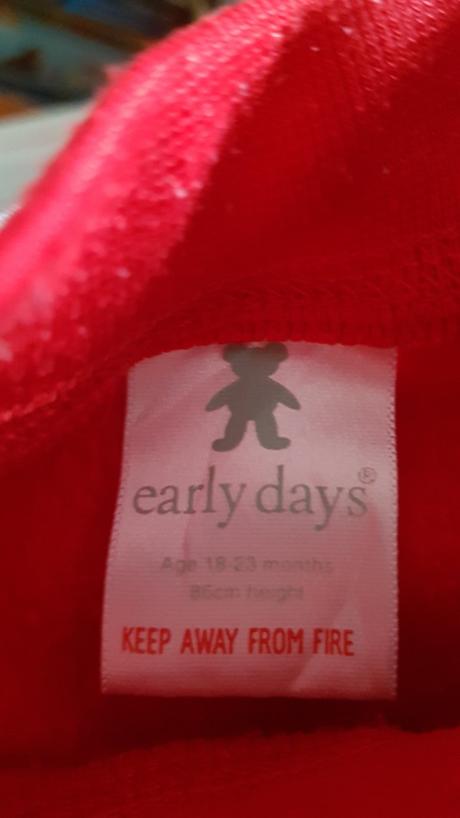 early days®
Age 18-23 months
86cm height
KEEP AWAY FROM FIRE